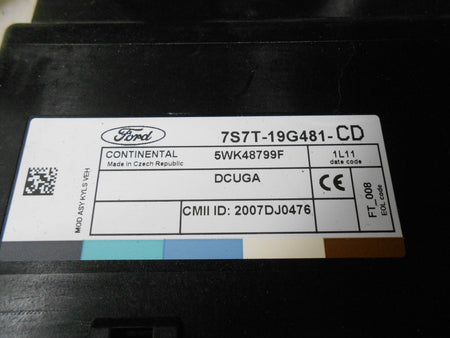 Ford
7S7T-19G481-CD
CONTINENTAL
Made in Czech Republic
5WK48799F
1L11
date code
DCUGA
CE
CMII ID: 2007DJ0476
FT_008
EOL code
MOD ASY KYLS VEH